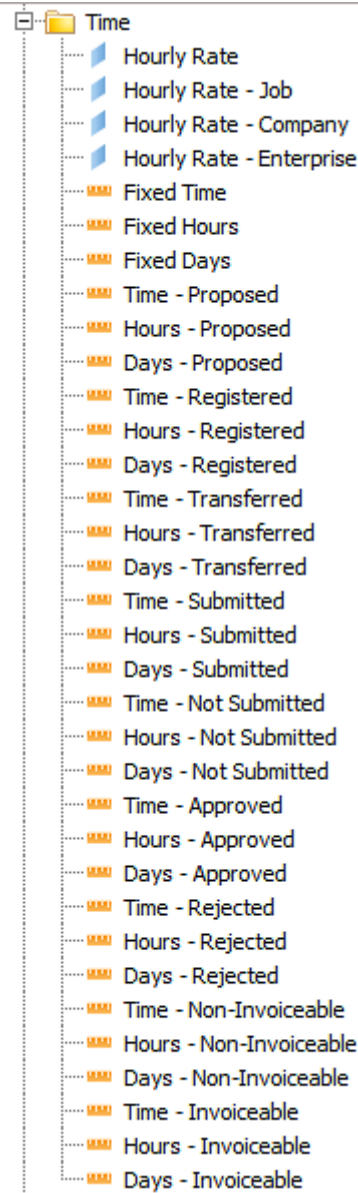 Time
Hourly Rate
Hourly Rate - Job
Hourly Rate - Company
Hourly Rate - Enterprise
Fixed Time
Fixed Hours
Fixed Days
Time - Proposed
Hours - Proposed
Days - Proposed
Time - Registered
Hours - Registered
Days - Registered
Time - Transferred
Hours - Transferred
Days - Transferred
Time - Submitted
Hours - Submitted
Days - Submitted
Time - Not Submitted
Hours - Not Submitted
Days - Not Submitted
Time - Approved
Hours - Approved
Days - Approved
Time - Rejected
Hours - Rejected
Days - Rejected
Time - Non-Invoiceable
Hours - Non-Invoiceable
Days - Non-Invoiceable
Time - Invoiceable
Hours - Invoiceable
Days - Invoiceable